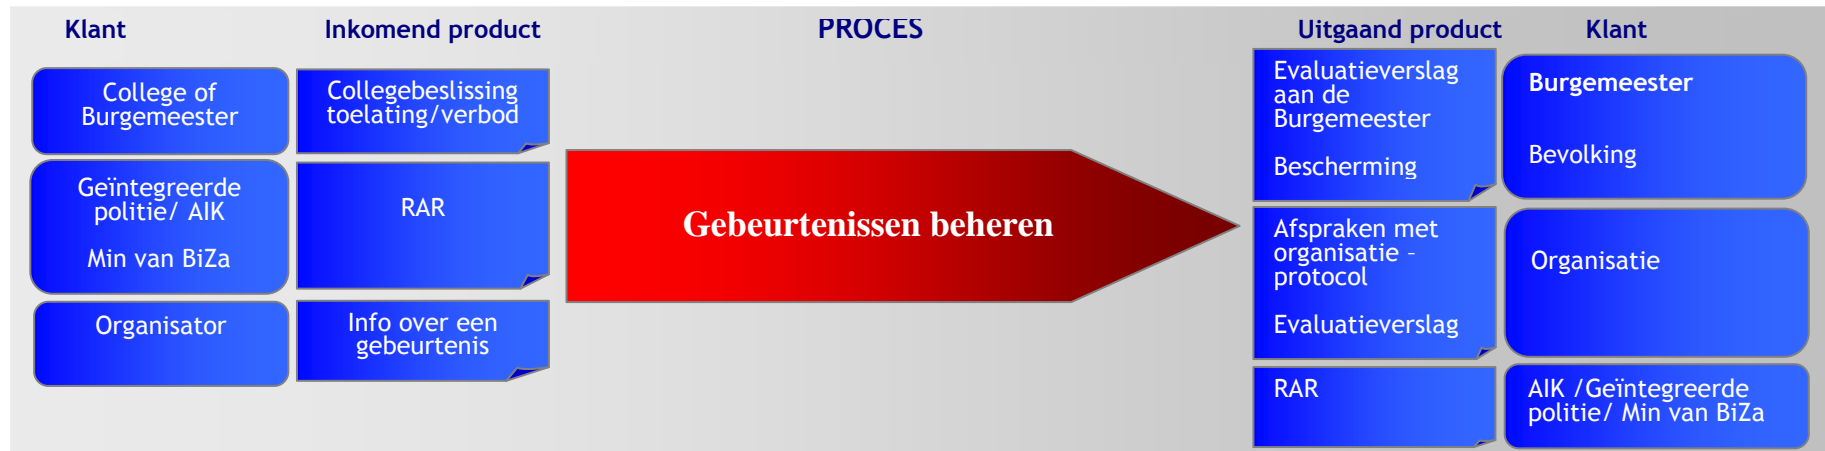 Klant
Inkomend product
PROCES
Uitgaand product
Klant
College of
Burgemeester
Collegebeslissing
toelating/verbod
Geïntegreerde
politie/ AIK
Min van BiZa
RAR
Organisator
Info over een
gebeurtenis
Gebeurtenissen beheren
Evaluatieverslag
aan de
Burgemeester
Bescherming
Burgemeester
Bevolking
Afspraken met
organisatie –
protocol
Evaluatieverslag
Organisatie
RAR
AIK /Geïntegreerde
politie/ Min van BiZa